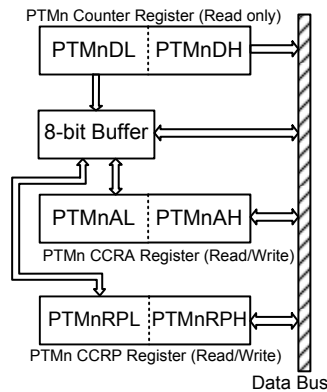 PTMn Counter Register (Read only)
PTMnDL PTMnDH
8-bit Buffer
PTMnAL PTMnAH
PTMn CCRA Register (Read/Write)
PTMnRPL PTMnRPH
PTMn CCRP Register (Read/Write)
Data Bus